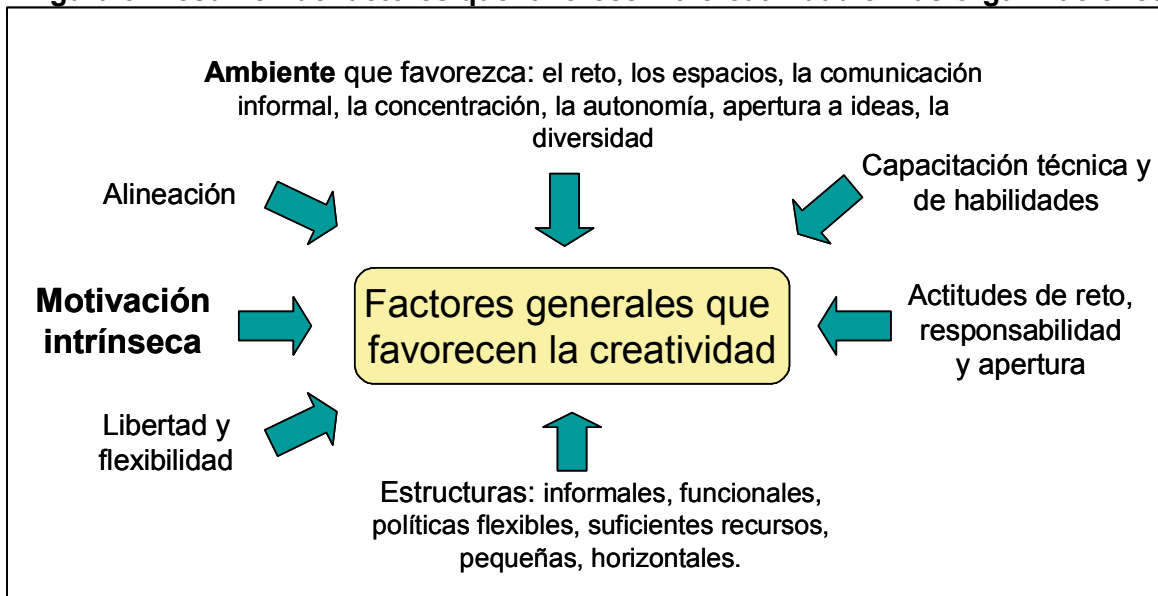 Ambiente que favorezca: el reto, los espacios, la comunicación
informal, la concentración, la autonomía, apertura a ideas, la
diversidad
Alineación
Capacitación técnica y
de habilidades
Motivación
intrínseca
Factores generales que
favorecen la creatividad
Actitudes de reto,
responsabilidad
y apertura
Libertad y
flexibilidad
Estructuras: informales, funcionales,
políticas flexibles, suficientes recursos,
pequeñas, horizontales.